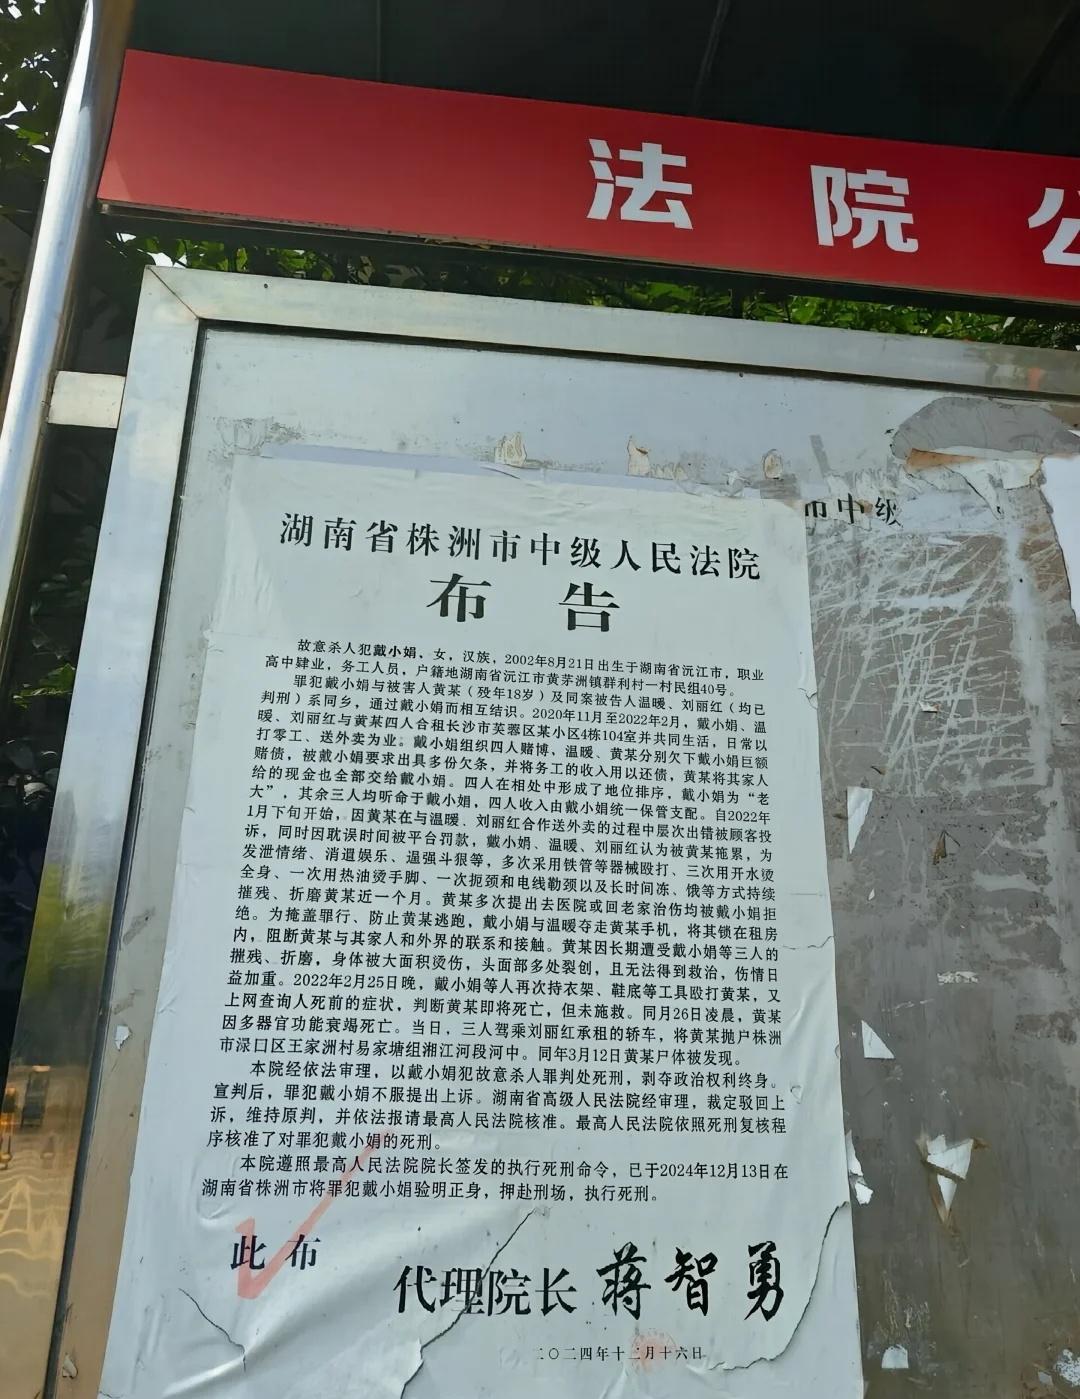 法院公
市中级
湖南省株洲市中级人民法院
布告
故意杀人犯戴小娟，女，汉族，2002年8月21日出生于湖南省沅江市，职业
高中肄业，务工人员，户籍地湖南省沅江市黄茅洲镇群利村一村民组40号。
罪犯戴小娟与被害人黄某（殁年18岁）及同案被告人温暖、刘丽红（均已
判刑）系同乡，通过戴小娟而相互结识。2020年11月至2022年2月，戴小娟、温
暖、刘丽红与黄某四人合租长沙市芙蓉区某小区4栋104室并共同生活，日常以
打零工、送外卖为业。戴小娟组织四人赌博，温暖、黄某分别欠下戴小娟巨额
赌债，被戴小娟要求出具多份欠条，并将务工的收入用以还债，黄某将其家人
给的现金也全部交给戴小娟。四人在相处中形成了地位排序，戴小娟为“老
大”，其余三人均听命于戴小娟，四人收入由戴小娟统一保管支配。自2022年
1月下旬开始，因黄某在与温暖、刘丽红合作送外卖的过程中层次出错被顾客投
诉，同时因耽误时间被平台罚款，戴小娟、温暖、刘丽红认为被黄某拖累，为
发泄情绪、消遣娱乐、逞强斗狠等，多次采用铁管等器械殴打、三次用开水烫
全身、一次用热油烫手脚、一次扼颈和电线勒颈以及长时间冻、饿等方式持续
摧残、折磨黄某近一个月。黄某多次提出去医院或回老家治伤均被戴小娟拒
绝。为掩盖罪行、防止黄某逃跑，戴小娟与温暖夺走黄某手机，将其锁在租房
内，阻断黄某与其家人和外界的联系和接触。黄某因长期遭受戴小娟等三人的
摧残、折磨，身体被大面积烫伤，头面部多处裂创，且无法得到救治，伤情日
益加重。2022年2月25日晚，戴小娟等人再次持衣架、鞋底等工具殴打黄某，又
上网查询人死前的症状，判断黄某即将死亡，但未施救。同月26日凌晨，黄某
因多器官功能衰竭死亡。当日，三人驾乘刘丽红承租的轿车，将黄某抛尸株洲
市渌口区王家洲村易家塘组湘江河段河中。同年3月12日黄某尸体被发现。
本院经依法审理，以戴小娟犯故意杀人罪判处死刑，剥夺政治权利终身。
宣判后，罪犯戴小娟不服提出上诉。湖南省高级人民法院经审理，裁定驳回上
诉，维持原判，并依法报请最高人民法院核准。最高人民法院依照死刑复核程
序核准了对罪犯戴小娟的死刑。
本院遵照最高人民法院院长签发的执行死刑命令，已于2024年12月13日在
湖南省株洲市将罪犯戴小娟验明正身，押赴刑场，执行死刑。
此布
代理院长 蒋智勇
二〇二四年十二月十六日